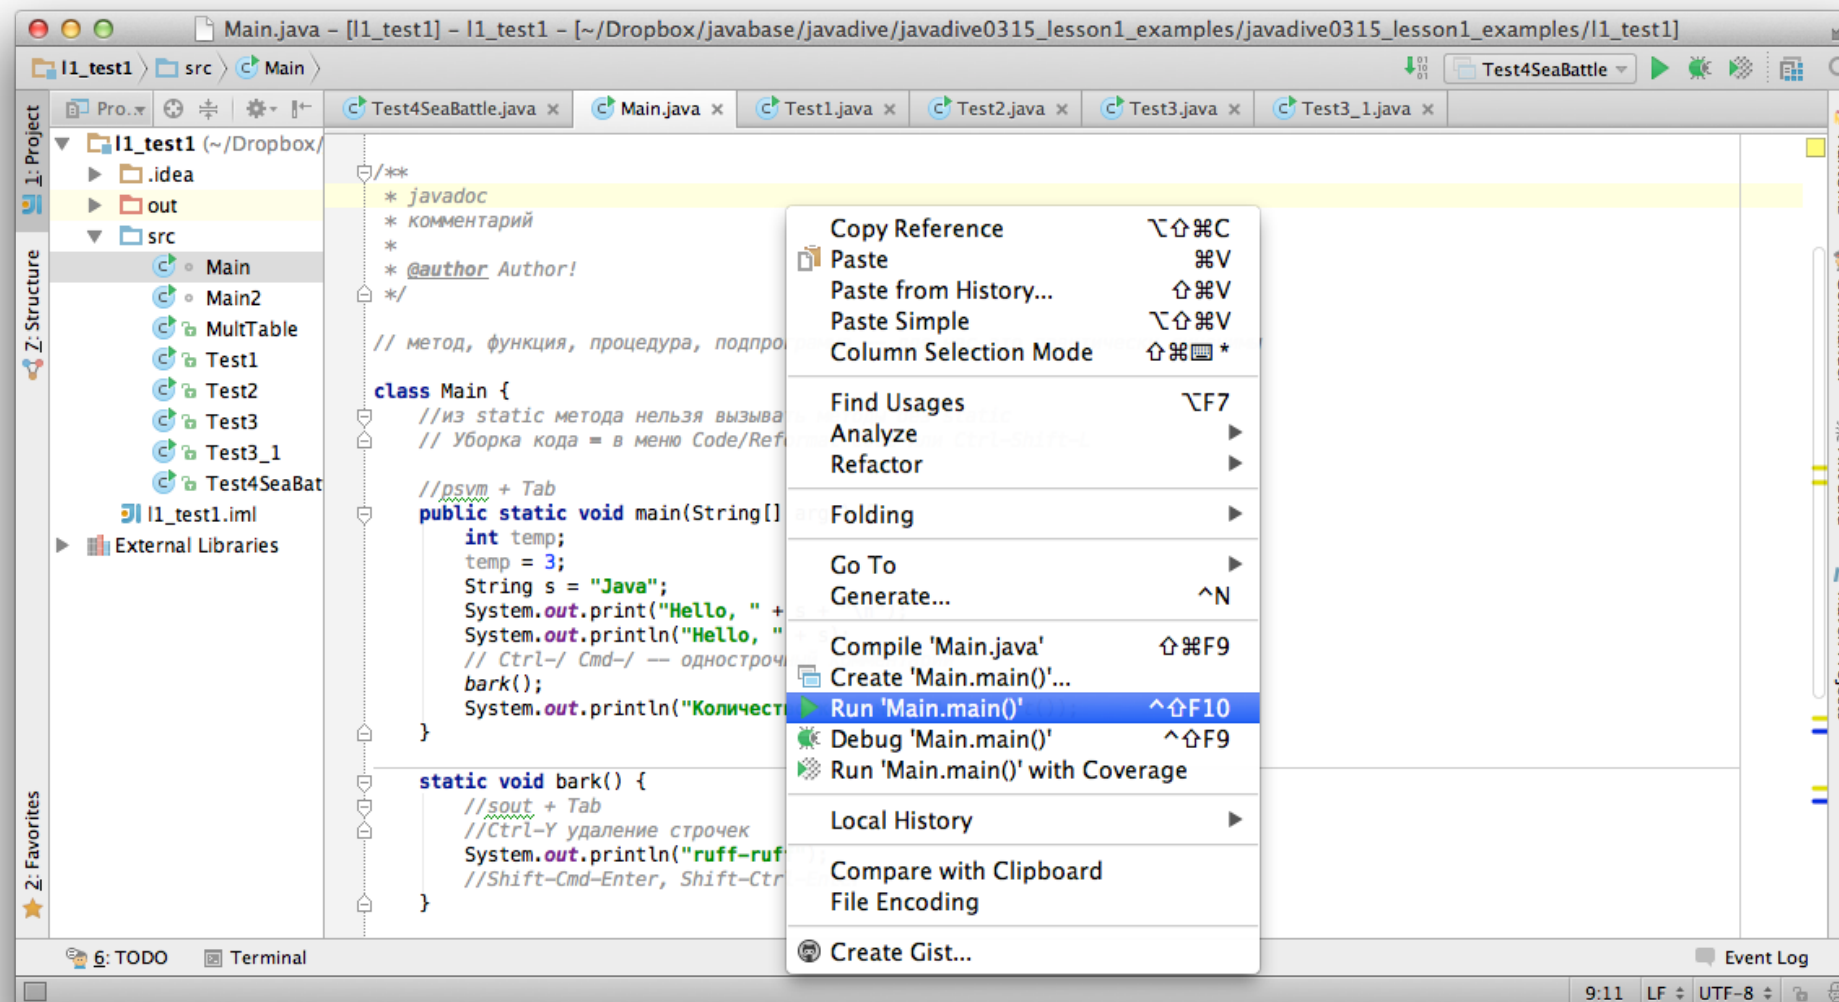 Main.java – [l1_test1] – l1_test1 – [~/Dropbox/javabase/javadive/javadive0315_lesson1_examples/javadive0315_lesson1_examples/l1_test1]
l1_test1 src Main Test4SeaBattle
1: Project
7: Structure
2: Favorites
Pro..
Test4SeaBattle.java Main.java Test1.java Test2.java Test3.java Test3_1.java
l1_test1 (~/Dropbox/
.idea
out
src
Main
Main2
MultTable
Test1
Test2
Test3
Test3_1
Test4SeaBat
l1_test1.iml
External Libraries
/**
* javadoc
* комментарий
*
* @author Author!
*/
// метод, функция, процедура,
class Main {
//из static метода нельзя static
// Уборка кода = в меню
//psvm + Tab
public static void main(String[]
int temp;
temp = 3;
String s = "Java";
System.out.print("Hello, " + s +
System.out.println("Hello, " +
// Ctrl-/ Cmd-/ --
bark();
System.out.println(
}
static void bark() {
//sout + Tab
//Ctrl-Y удаление строчек
System.out.println("ruff-ruf
//Shift-Cmd-Enter,
}
Copy Reference ⌥⇧⌘C
Paste ⌘V
Paste from History... ⇧⌘V
Paste Simple ⌥⇧⌘V
Column Selection Mode ⇧⌘⌨ *
Find Usages ⌥F7
Analyze
Refactor
Folding
Go To
Generate... ^N
Compile 'Main.java' ⇧⌘F9
Create 'Main.main()'...
Run 'Main.main()' ^⇧F10
Debug 'Main.main()' ^⇧F9
Run 'Main.main()' with Coverage
Local History
Compare with Clipboard
File Encoding
Create Gist...
6: TODO Terminal Event Log
9:11 LF UTF-8